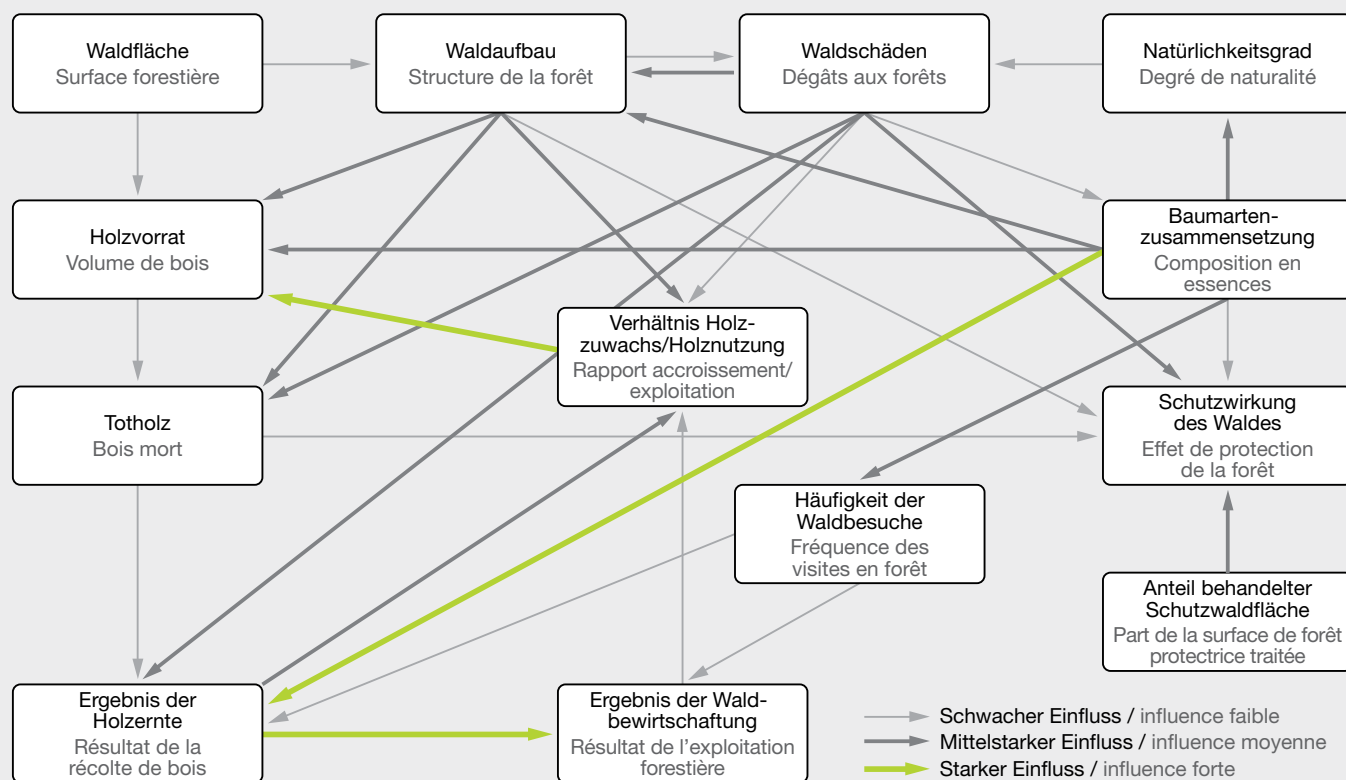 Waldfläche
Surface forestière
Waldaufbau
Structure de la forêt
Waldschäden
Dégâts aux forêts
Natürlichkeitsgrad
Degré de naturalité
Holzvorrat
Volume de bois
Baumarten-
zusammensetzung
Composition en
essences
Verhältnis Holz-
zuwachs/Holznutzung
Rapport accroissement/
exploitation
Totholz
Bois mort
Schutzwirkung
des Waldes
Effet de protection
de la forêt
Häufigkeit der
Waldbesuche
Fréquence des
visites en forêt
Anteil behandelter
Schutzwaldfläche
Part de la surface de forêt
protectrice traitée
Ergebnis der
Holzernte
Résultat de la
récolte de bois
Ergebnis der Wald-
bewirtschaftung
Résultat de l’exploitation
forestière
Schwacher Einfluss / influence faible
Mittelstarker Einfluss / influence moyenne
Starker Einfluss / influence forte